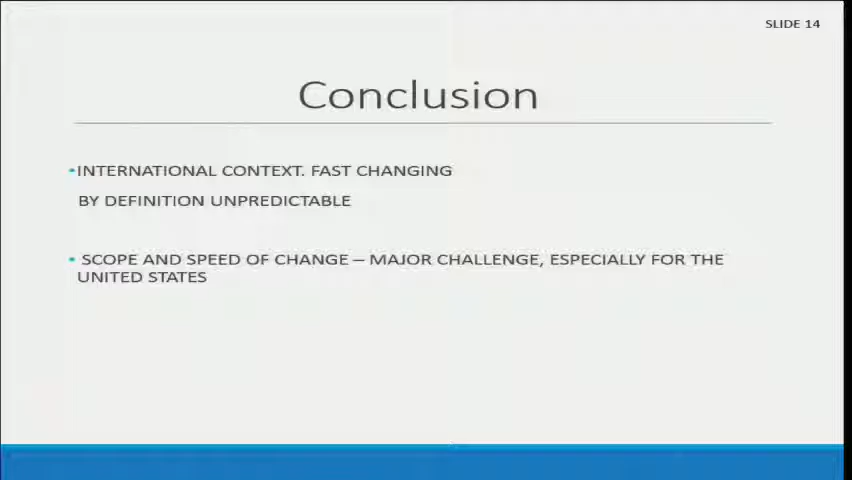 SLIDE 14
Conclusion
•INTERNATIONAL CONTEXT. FAST CHANGING
BY DEFINITION UNPREDICTABLE
• SCOPE AND SPEED OF CHANGE – MAJOR CHALLENGE, ESPECIALLY FOR THE
UNITED STATES